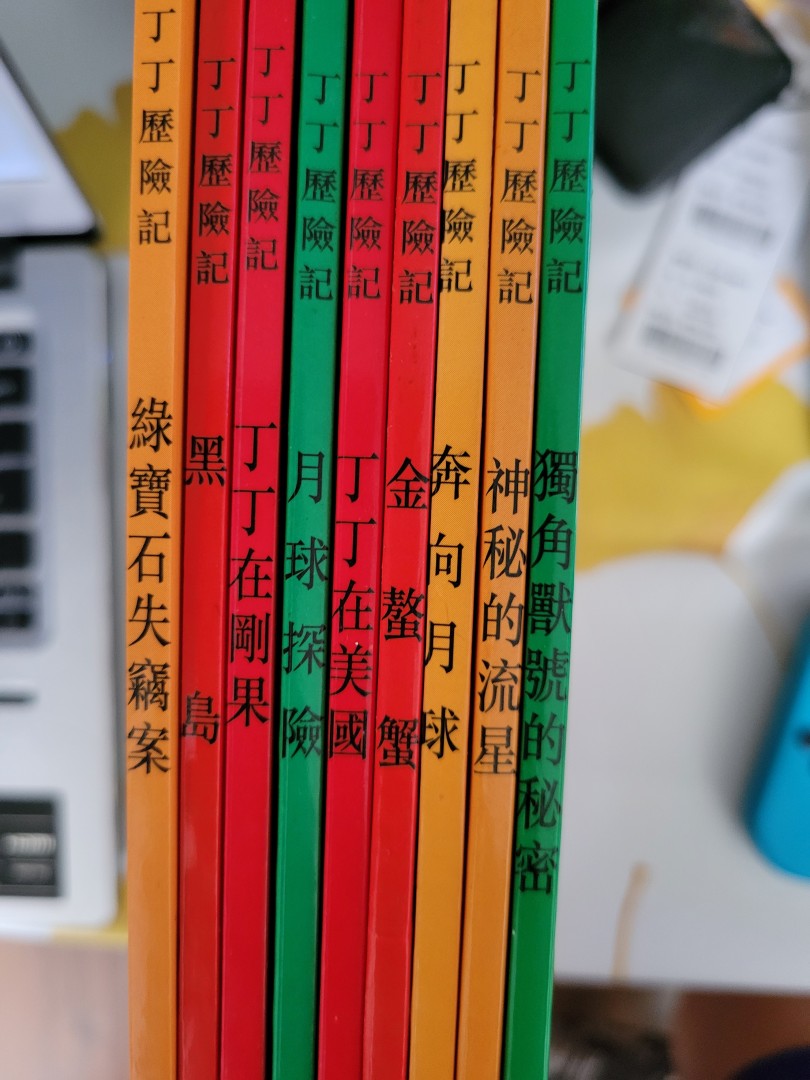 丁丁歷險記
綠寶石失竊案
丁丁歷險記
黑島
丁丁歷險記
丁丁在剛果
丁丁歷險記
月球探險
丁丁歷險記
丁丁在美國
丁丁歷險記
金螯蟹
丁丁歷險記
奔向月球
丁丁歷險記
神秘的流星
丁丁歷險記
獨角獸號的秘密